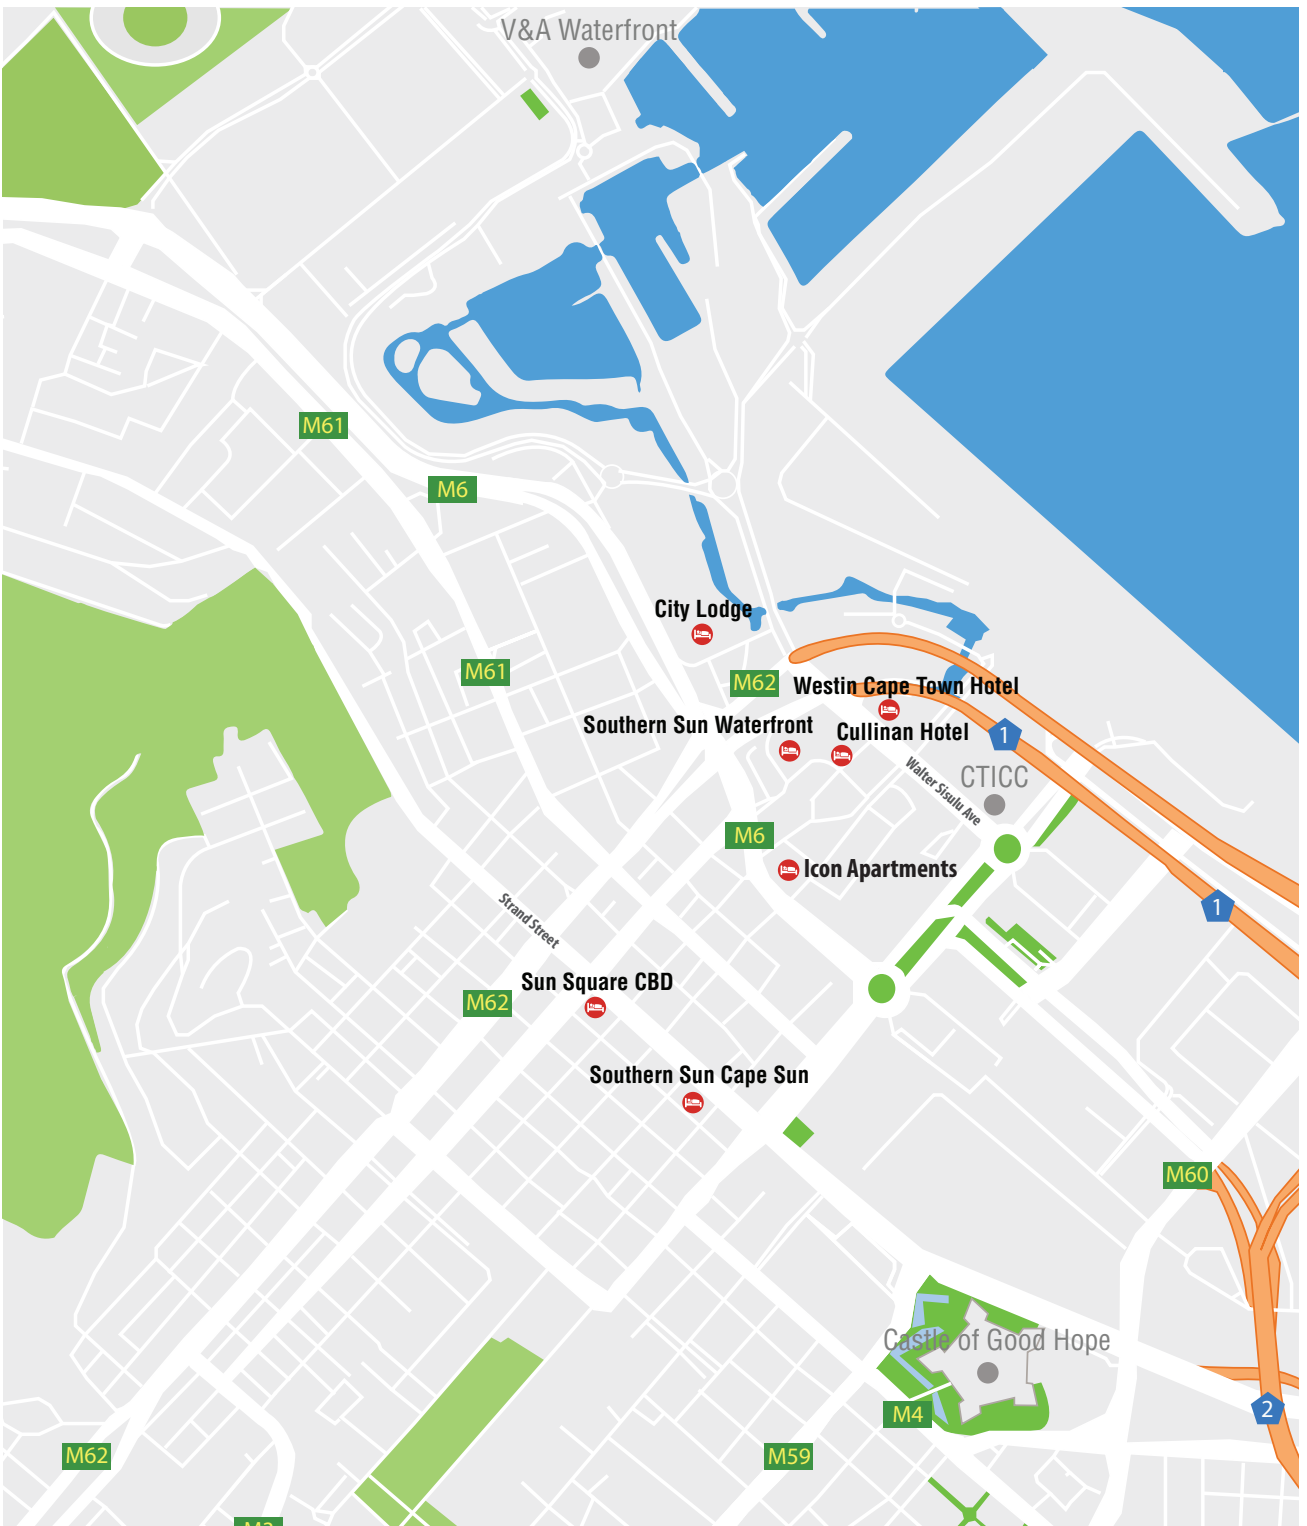 V&A Waterfront
M61
M6
City Lodge
M61
M62
Westin Cape Town Hotel
Southern Sun Waterfront
Cullinan Hotel
1
Walter Sisulu Ave
CTICC
M6
Icon Apartments
1
Strand Street
Sun Square CBD
M62
Southern Sun Cape Sun
M60
Castle of Good Hope
M4
2
M62
M59